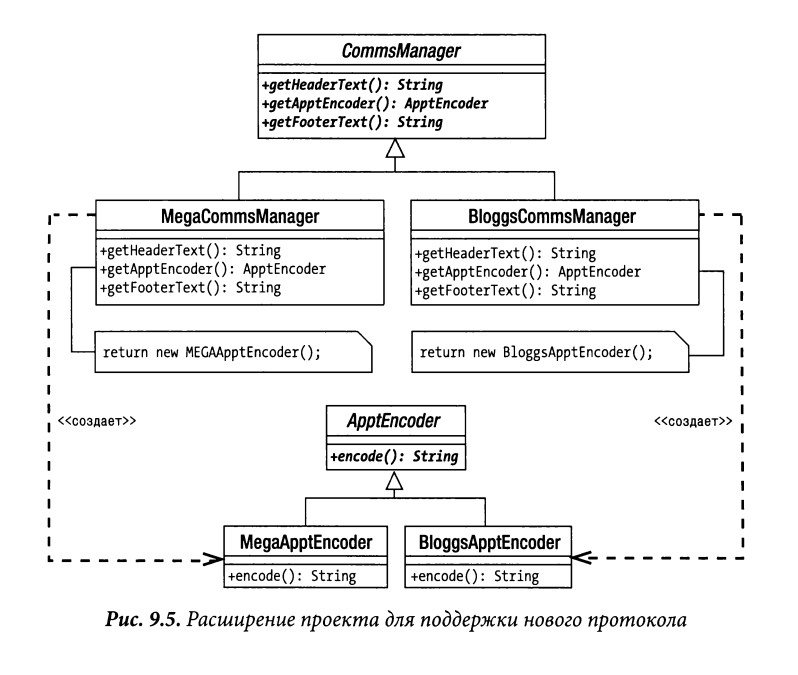 CommsManager
+getHeaderText(): String
+getApptEncoder(): ApptEncoder
+getFooterText(): String
MegaCommsManager
+getHeaderText(): String
+getApptEncoder(): ApptEncoder
+getFooterText(): String
BloggsCommsManager
+getHeaderText(): String
+getApptEncoder(): ApptEncoder
+getFooterText(): String
return new MEGAApptEncoder();
return new BloggsApptEncoder();
<<создает>>
<<создает>>
ApptEncoder
+encode(): String
MegaApptEncoder
+encode(): String
BloggsApptEncoder
+encode(): String
Рис. 9.5. Расширение проекта для поддержки нового протокола